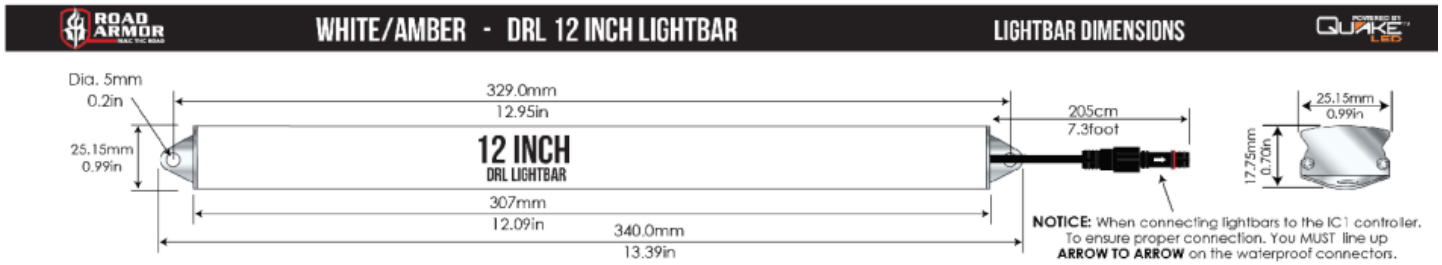 ROAD
ARMOR
WHITE/AMBER - DRL 12 INCH LIGHTBAR
LIGHTBAR DIMENSIONS
POWERED BY
QUAKE
LED
Dia. 5mm
0.2in
329.0mm
12.95in
25.15mm
0.99in
12 INCH
DRL LIGHTBAR
205cm
7.3foot
25.15mm
0.99in
17.75mm
0.70in
307mm
12.09in
340.0mm
13.39in
NOTICE: When connecting lightbars to the IC1 controller.
To ensure proper connection. You MUST line up
ARROW TO ARROW on the waterproof connectors.